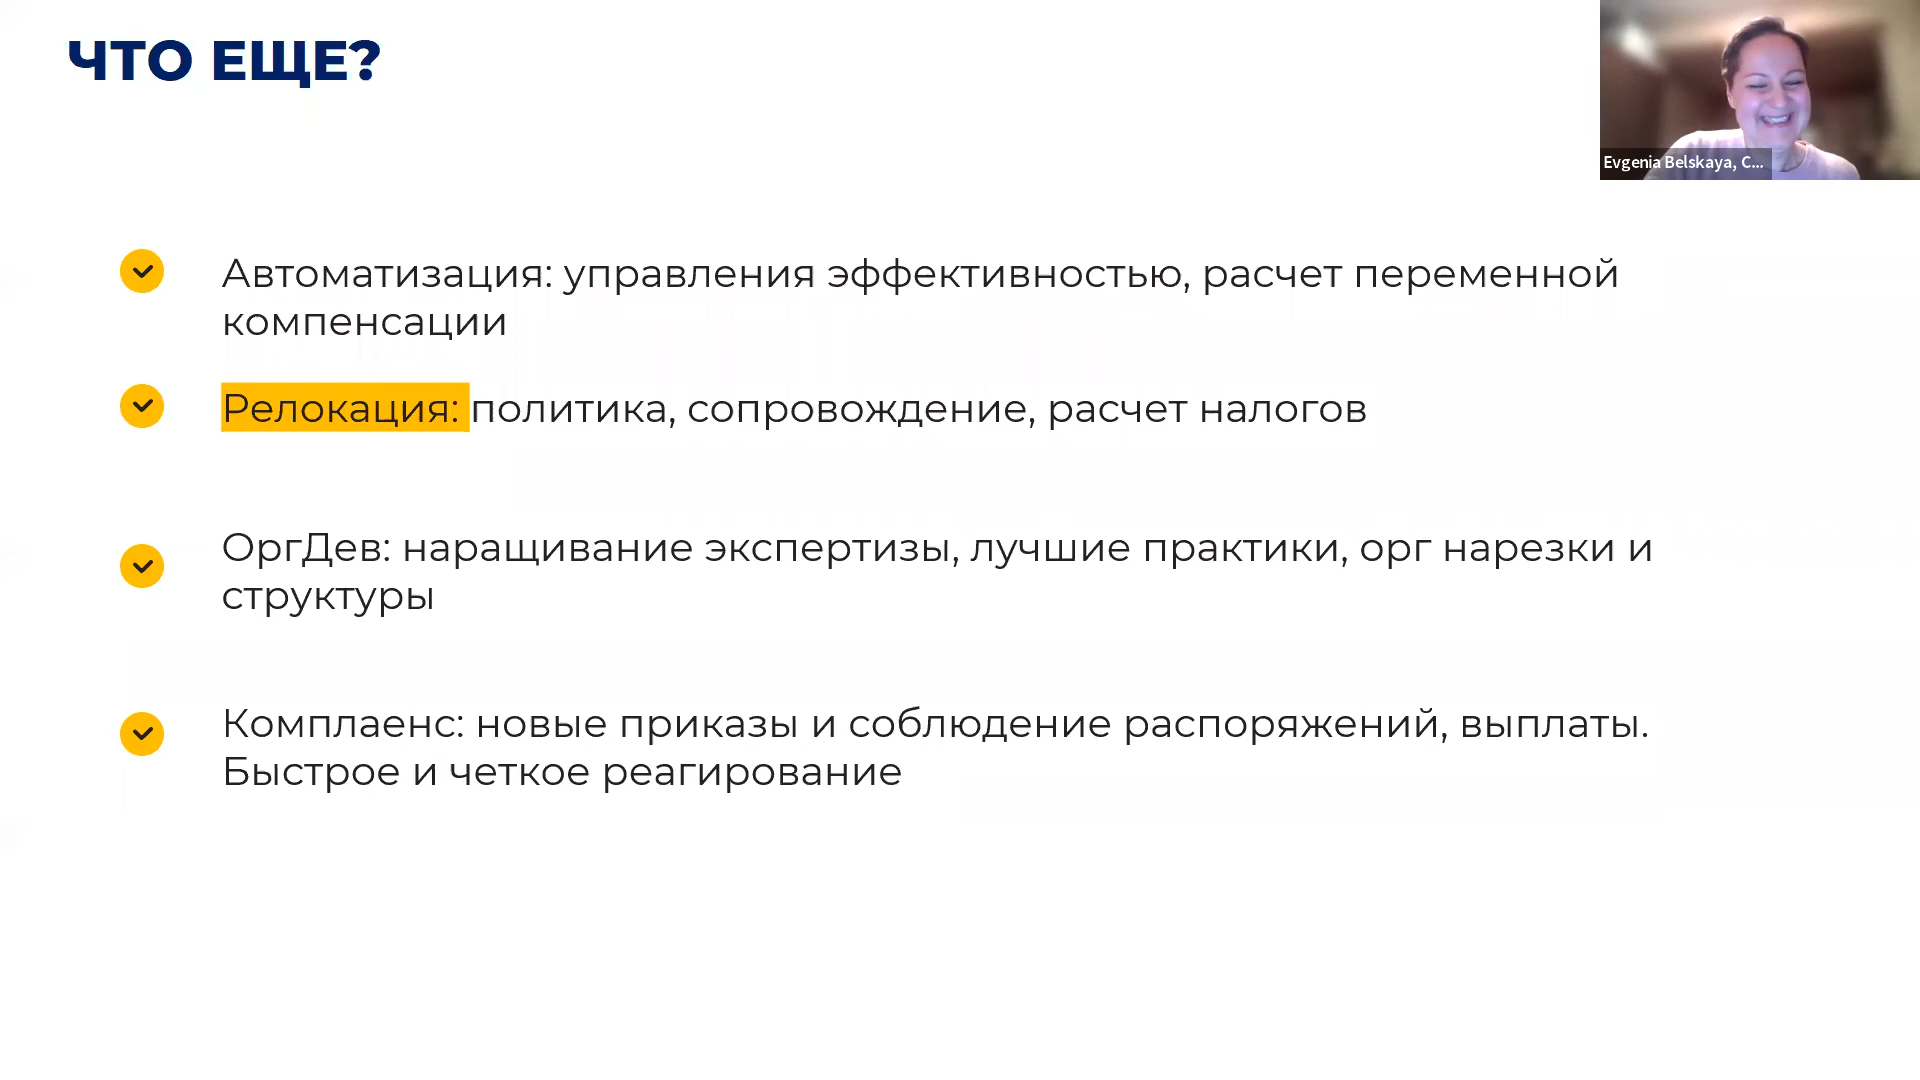 ЧТО ЕЩЕ?
Evgenia Belskaya, C...
Автоматизация: управления эффективностью, расчет переменной
компенсации
Релокация: политика, сопровождение, расчет налогов
ОргДев: наращивание экспертизы, лучшие практики, орг нарезки и
структуры
Комплаенс: новые приказы и соблюдение распоряжений, выплаты.
Быстрое и четкое реагирование